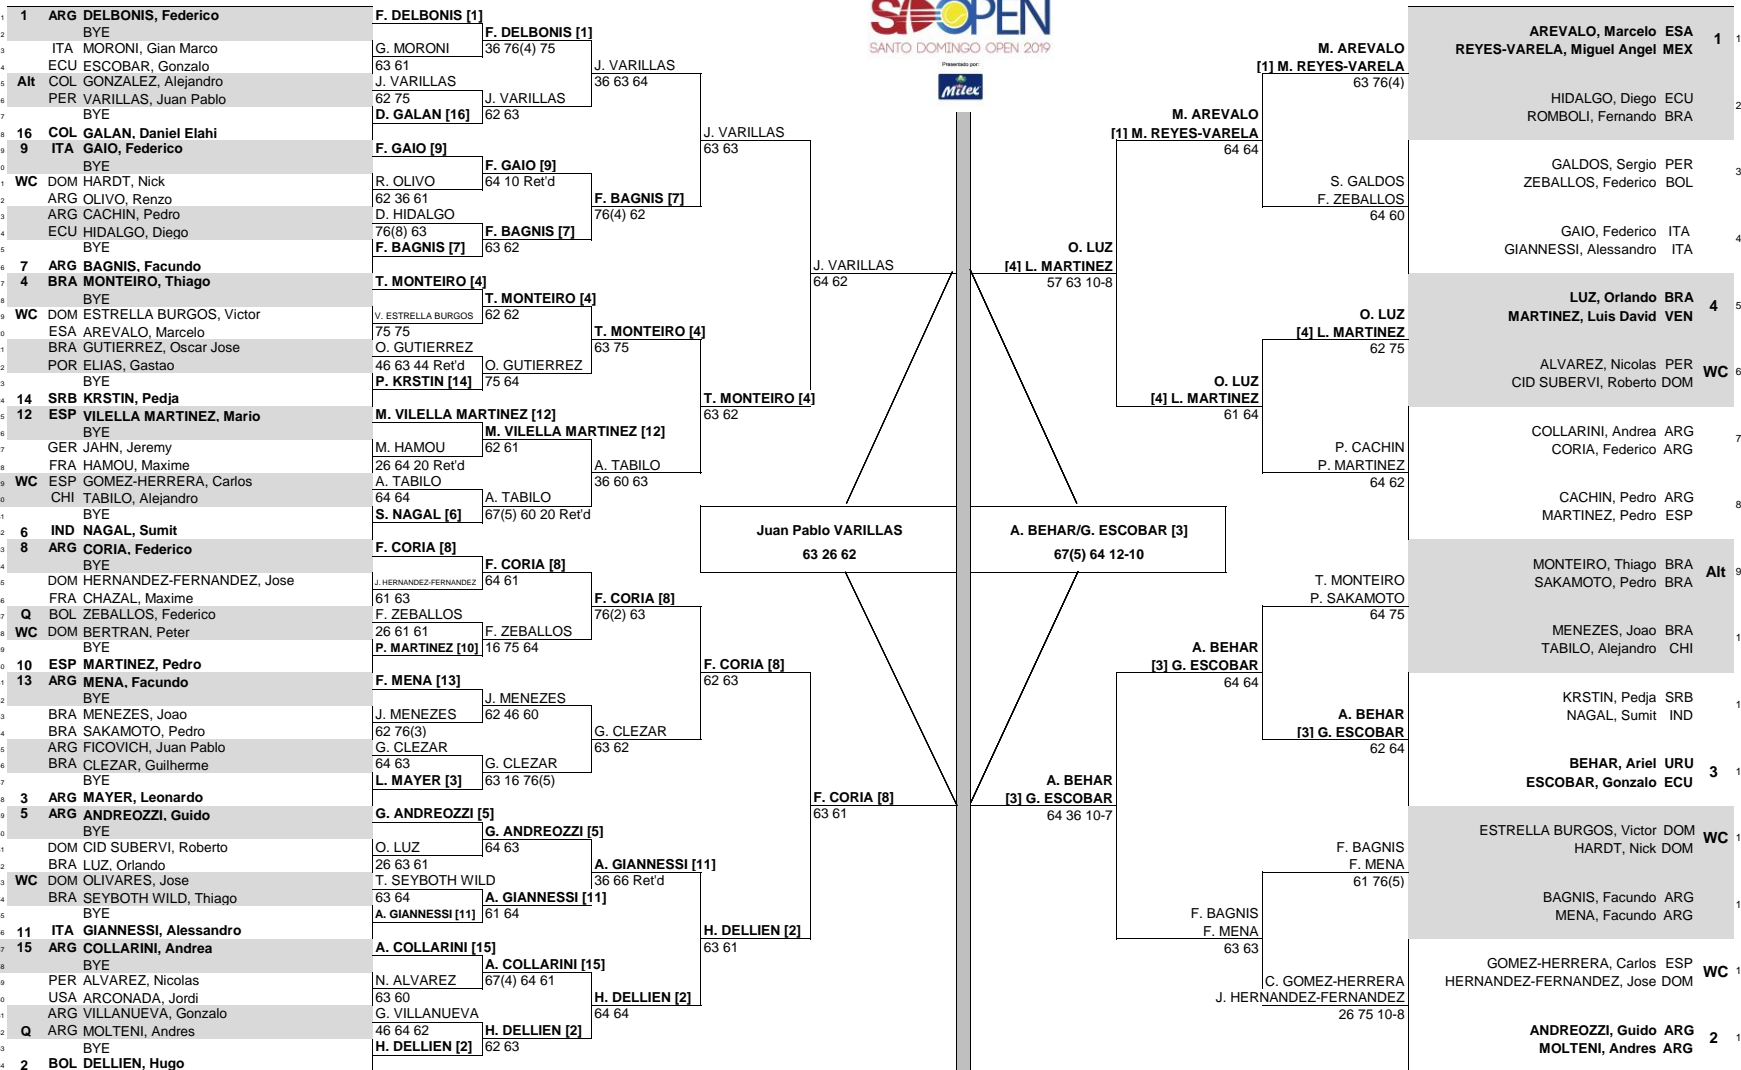 SD OPEN
SANTO DOMINGO OPEN 2019
Presentado por:
Milex
1 ARG DELBONIS, Federico
BYE
ITA MORONI, Gian Marco
ECU ESCOBAR, Gonzalo
Alt COL GONZALEZ, Alejandro
PER VARILLAS, Juan Pablo
BYE
16 COL GALAN, Daniel Elahi
9 ITA GAIO, Federico
BYE
WC DOM HARDT, Nick
ARG OLIVO, Renzo
ARG CACHIN, Pedro
ECU HIDALGO, Diego
BYE
7 ARG BAGNIS, Facundo
4 BRA MONTEIRO, Thiago
BYE
WC DOM ESTRELLA BURGOS, Victor
ESA AREVALO, Marcelo
BRA GUTIERREZ, Oscar Jose
POR ELIAS, Gastao
BYE
14 SRB KRSTIN, Pedja
12 ESP VILELLA MARTINEZ, Mario
BYE
GER JAHN, Jeremy
FRA HAMOU, Maxime
WC ESP GOMEZ-HERRERA, Carlos
CHI TABILO, Alejandro
BYE
6 IND NAGAL, Sumit
8 ARG CORIA, Federico
BYE
DOM HERNANDEZ-FERNANDEZ, Jose
FRA CHAZAL, Maxime
Q BOL ZEBALLOS, Federico
WC DOM BERTRAN, Peter
BYE
10 ESP MARTINEZ, Pedro
13 ARG MENA, Facundo
BYE
BRA MENEZES, Joao
BRA SAKAMOTO, Pedro
ARG FICOVICH, Juan Pablo
BRA CLEZAR, Guilherme
BYE
3 ARG MAYER, Leonardo
5 ARG ANDREOZZI, Guido
BYE
DOM CID SUBERVI, Roberto
BRA LUZ, Orlando
WC DOM OLIVARES, Jose
BRA SEYBOTH WILD, Thiago
BYE
11 ITA GIANNESSI, Alessandro
15 ARG COLLARINI, Andrea
BYE
PER ALVAREZ, Nicolas
USA ARCONADA, Jordi
ARG VILLANUEVA, Gonzalo
Q ARG MOLTENI, Andres
BYE
2 BOL DELLIEN, Hugo
F. DELBONIS [1]
G. MORONI
63 61
J. VARILLAS
62 75
D. GALAN [16]
F. GAIO [9]
R. OLIVO
62 36 61
D. HIDALGO
76(8) 63
F. BAGNIS [7]
T. MONTEIRO [4]
V. ESTRELLA BURGOS
75 75
O. GUTIERREZ
46 63 44 Ret'd
P. KRSTIN [14]
M. VILELLA MARTINEZ [12]
M. HAMOU
26 64 20 Ret'd
A. TABILO
64 64
S. NAGAL [6]
F. CORIA [8]
J. HERNANDEZ-FERNANDEZ
61 63
F. ZEBALLOS
26 61 61
P. MARTINEZ [10]
F. MENA [13]
J. MENEZES
62 76(3)
G. CLEZAR
64 63
L. MAYER [3]
G. ANDREOZZI [5]
O. LUZ
26 63 61
T. SEYBOTH WILD
63 64
A. GIANNESSI [11]
A. COLLARINI [15]
N. ALVAREZ
63 60
G. VILLANUEVA
46 64 62
H. DELLIEN [2]
F. DELBONIS [1]
36 76(4) 75
J. VARILLAS
62 63
F. GAIO [9]
64 10 Ret'd
F. BAGNIS [7]
63 62
T. MONTEIRO [4]
62 62
O. GUTIERREZ
75 64
M. VILELLA MARTINEZ [12]
62 61
A. TABILO
67(5) 60 20 Ret'd
F. CORIA [8]
64 61
F. ZEBALLOS
16 75 64
J. MENEZES
62 46 60
G. CLEZAR
63 16 76(5)
G. ANDREOZZI [5]
64 63
A. GIANNESSI [11]
61 64
A. COLLARINI [15]
67(4) 64 61
H. DELLIEN [2]
62 63
J. VARILLAS
36 63 64
F. BAGNIS [7]
76(4) 62
T. MONTEIRO [4]
63 75
A. TABILO
36 60 63
F. CORIA [8]
76(2) 63
G. CLEZAR
63 62
A. GIANNESSI [11]
36 66 Ret'd
H. DELLIEN [2]
64 64
J. VARILLAS
63 63
T. MONTEIRO [4]
63 62
F. CORIA [8]
62 63
H. DELLIEN [2]
63 61
J. VARILLAS
64 62
F. CORIA [8]
63 61
Juan Pablo VARILLAS
63 26 62
A. BEHAR/G. ESCOBAR [3]
67(5) 64 12-10
O. LUZ
[4] L. MARTINEZ
57 63 10-8
A. BEHAR
[3] G. ESCOBAR
64 36 10-7
M. AREVALO
[1] M. REYES-VARELA
64 64
O. LUZ
[4] L. MARTINEZ
61 64
A. BEHAR
[3] G. ESCOBAR
64 64
F. BAGNIS
F. MENA
63 63
M. AREVALO
[1] M. REYES-VARELA
63 76(4)
S. GALDOS
F. ZEBALLOS
64 60
O. LUZ
[4] L. MARTINEZ
62 75
P. CACHIN
P. MARTINEZ
64 62
T. MONTEIRO
P. SAKAMOTO
64 75
A. BEHAR
[3] G. ESCOBAR
62 64
F. BAGNIS
F. MENA
61 76(5)
C. GOMEZ-HERRERA
J. HERNANDEZ-FERNANDEZ
26 75 10-8
AREVALO, Marcelo ESA 1 1
REYES-VARELA, Miguel Angel MEX
HIDALGO, Diego ECU 2
ROMBOLI, Fernando BRA
GALDOS, Sergio PER 3
ZEBALLOS, Federico BOL
GAIO, Federico ITA 4
GIANNESSI, Alessandro ITA
LUZ, Orlando BRA 4 5
MARTINEZ, Luis David VEN
ALVAREZ, Nicolas PER WC 6
CID SUBERVI, Roberto DOM
COLLARINI, Andrea ARG 7
CORIA, Federico ARG
CACHIN, Pedro ARG 8
MARTINEZ, Pedro ESP
MONTEIRO, Thiago BRA Alt 9
SAKAMOTO, Pedro BRA
MENEZES, Joao BRA 1
TABILO, Alejandro CHI
KRSTIN, Pedja SRB 1
NAGAL, Sumit IND
BEHAR, Ariel URU 3 1
ESCOBAR, Gonzalo ECU
ESTRELLA BURGOS, Victor DOM WC 1
HARDT, Nick DOM
BAGNIS, Facundo ARG 1
MENA, Facundo ARG
GOMEZ-HERRERA, Carlos ESP WC 1
HERNANDEZ-FERNANDEZ, Jose DOM
ANDREOZZI, Guido ARG 2 1
MOLTENI, Andres ARG